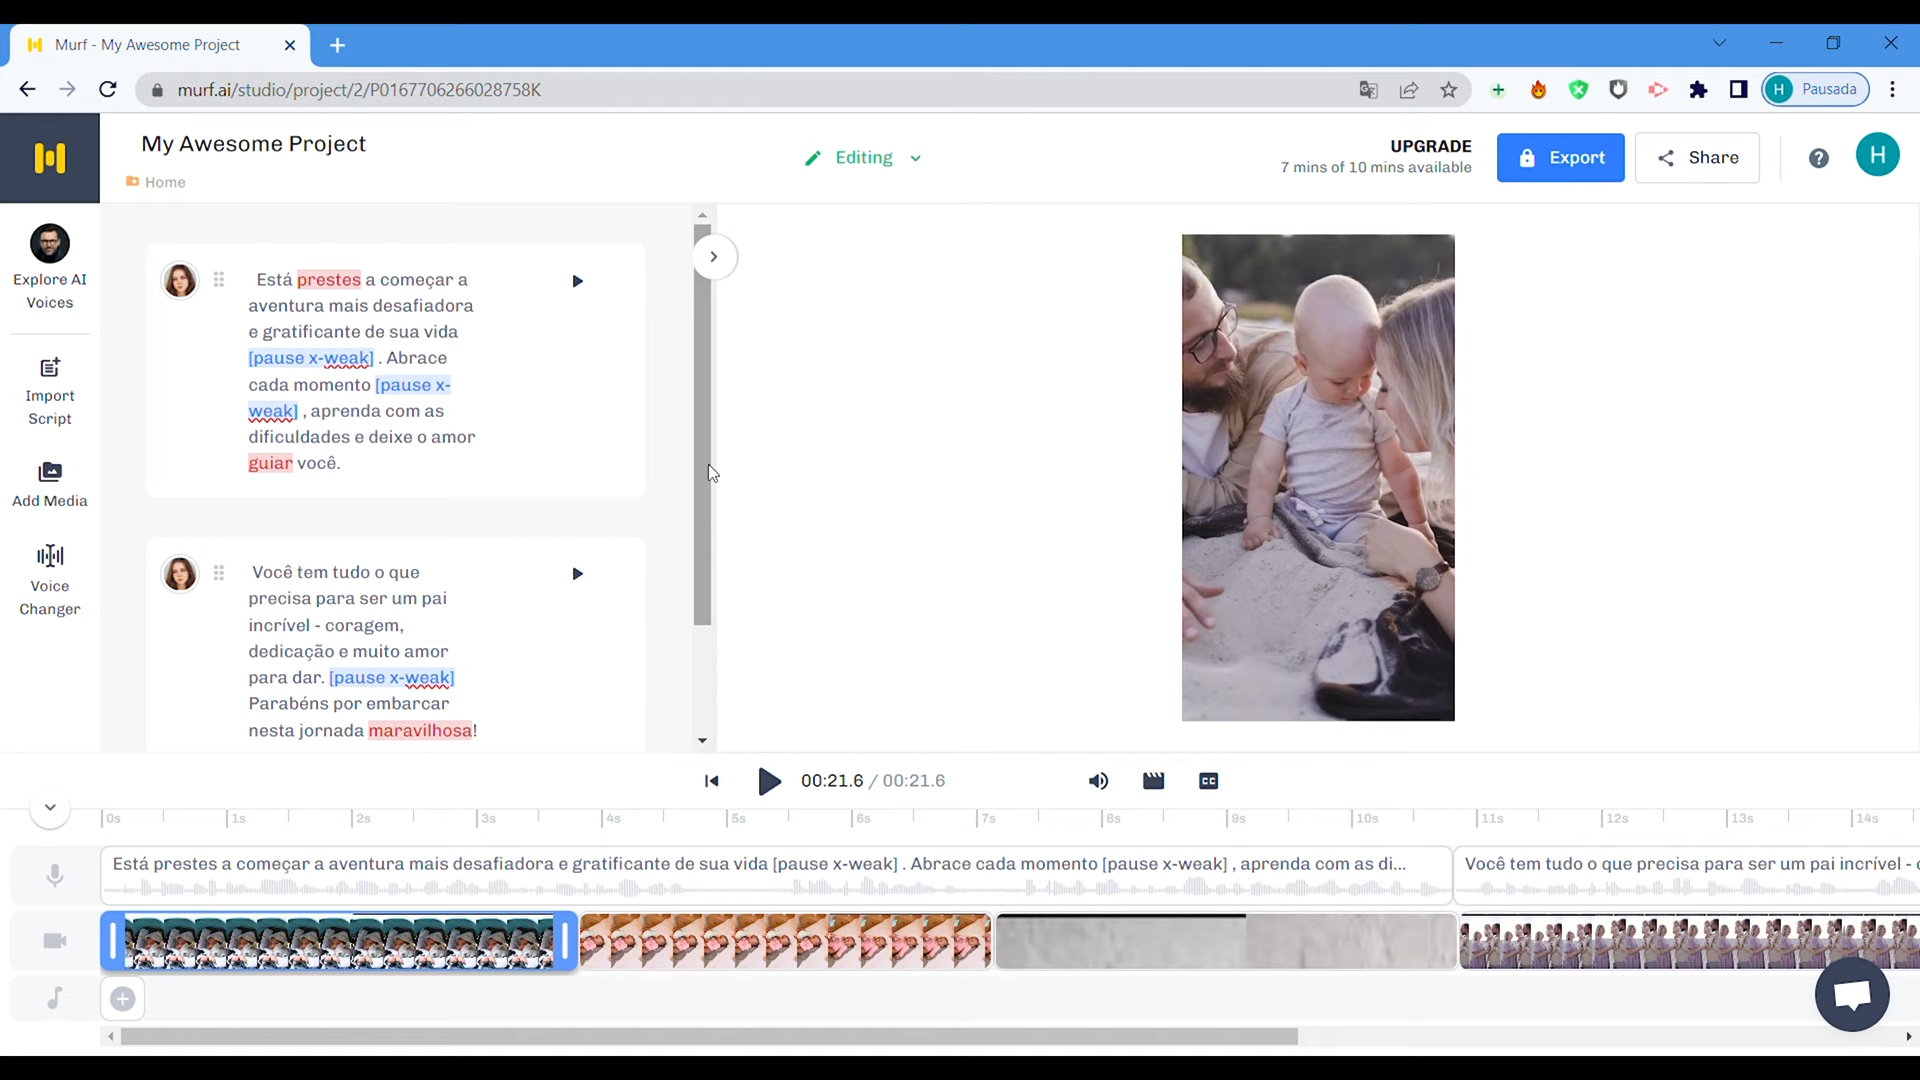 Murf - My Awesome Project
murf.ai/studio/project/2/P0167706266028758K
H Pausada
My Awesome Project
Home
Editing
UPGRADE
7 mins of 10 mins available
Export
Share
H
Explore AI
Voices
Import
Script
Add Media
Voice
Changer
Está prestes a começar a
aventura mais desafiadora
e gratificante de sua vida
[pause x-weak] . Abrace
cada momento [pause x-
weak] , aprenda com as
dificuldades e deixe o amor
guiar você.
Você tem tudo o que
precisa para ser um pai
incrível - coragem,
dedicação e muito amor
para dar. [pause x-weak]
Parabéns por embarcar
nesta jornada maravilhosa!
00:21.6 / 00:21.6
CC
0s 1s 2s 3s 4s 5s 6s 7s 8s 9s 10s 11s 12s 13s 14s
Está prestes a começar a aventura mais desafiadora e gratificante de sua vida [pause x-weak] . Abrace cada momento [pause x-weak] , aprenda com as di...
Você tem tudo o que precisa para ser um pai incrível -